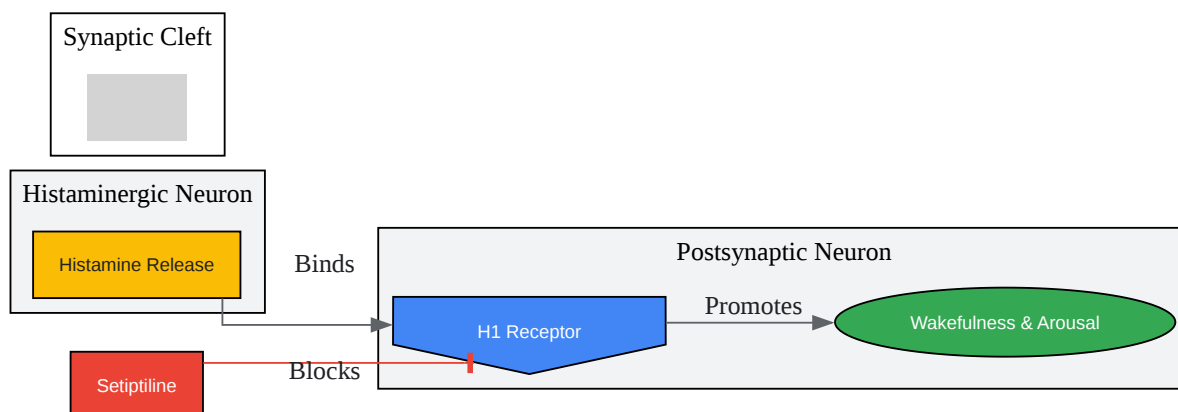 Synaptic Cleft
Histaminergic Neuron
Histamine Release
Binds
Postsynaptic Neuron
H1 Receptor
Promotes
Wakefulness & Arousal
Setiptiline
Blocks